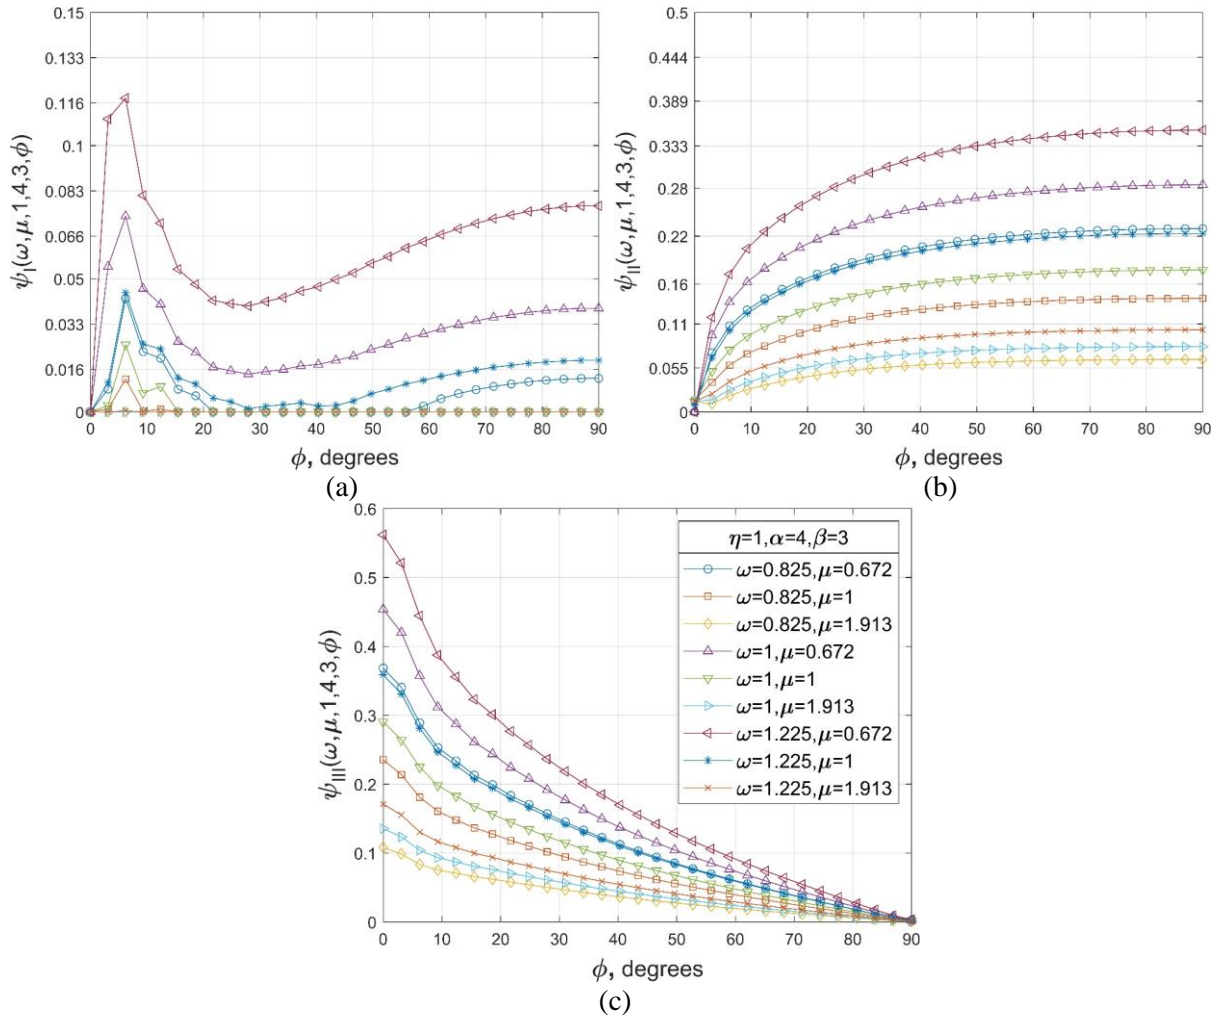 0.15
0.133
0.116
0.1
0.083
0.066
0.05
0.033
0.016
0
ψI(ω,μ,1,4,3,ϕ)
0 10 20 30 40 50 60 70 80 90
ϕ, degrees
(a)
0.5
0.444
0.389
0.333
0.28
0.22
0.16
0.11
0.055
0
ψII(ω,μ,1,4,3,ϕ)
0 10 20 30 40 50 60 70 80 90
ϕ, degrees
(b)
0.6
0.5
0.4
0.3
0.2
0.1
0
ψIII(ω,μ,1,4,3,ϕ)
η=1,α=4,β=3
ω=0.825,μ=0.672
ω=0.825,μ=1
ω=0.825,μ=1.913
ω=1,μ=0.672
ω=1,μ=1
ω=1,μ=1.913
ω=1.225,μ=0.672
ω=1.225,μ=1
ω=1.225,μ=1.913
0 10 20 30 40 50 60 70 80 90
ϕ, degrees
(c)